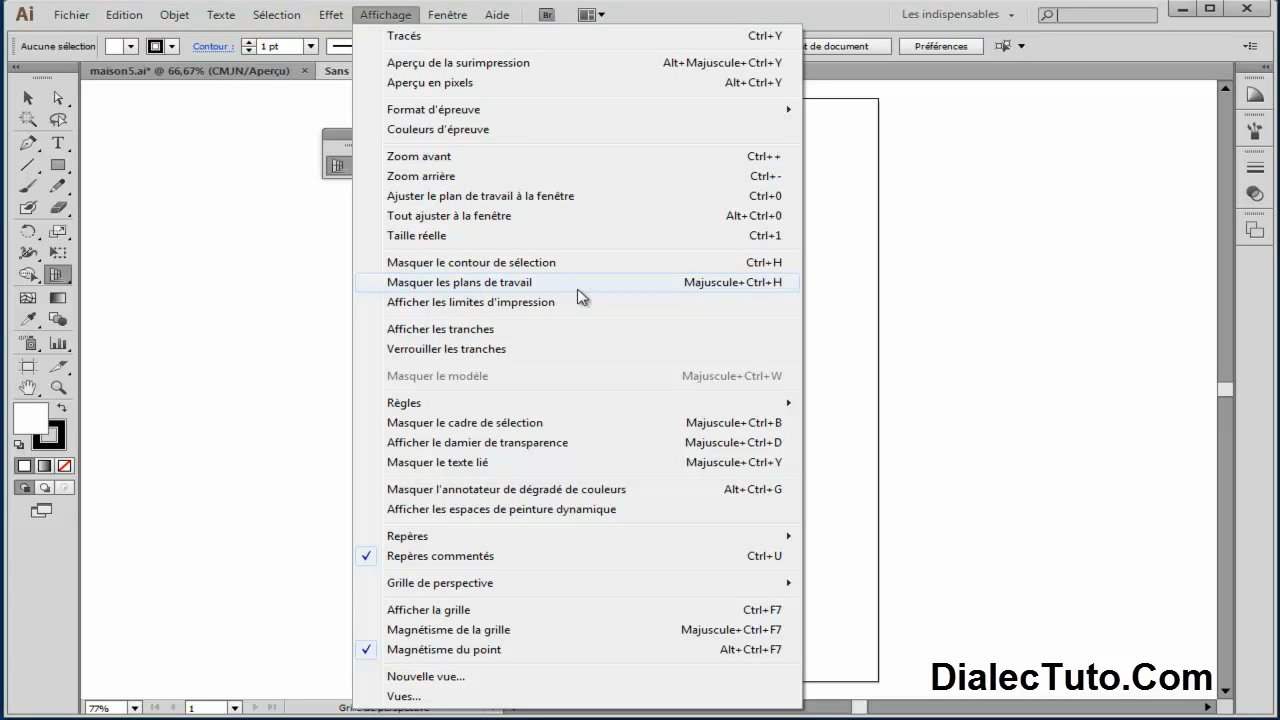 Ai Fichier Edition Objet Texte Sélection Effet Affichage Fenêtre Aide Br Les indispensables
Aucune sélection Contour : 1 pt t de document Préférences
maison5.ai* @ 66,67% (CMJN/Aperçu) × Sans
Tracés Ctrl+Y
Aperçu de la surimpression Alt+Majuscule+Ctrl+Y
Aperçu en pixels Alt+Ctrl+Y
Format d'épreuve
Couleurs d'épreuve
Zoom avant Ctrl++
Zoom arrière Ctrl+-
Ajuster le plan de travail à la fenêtre Ctrl+0
Tout ajuster à la fenêtre Alt+Ctrl+0
Taille réelle Ctrl+1
Masquer le contour de sélection Ctrl+H
Masquer les plans de travail Majuscule+Ctrl+H
Afficher les limites d'impression
Afficher les tranches
Verrouiller les tranches
Masquer le modèle Majuscule+Ctrl+W
Règles
Masquer le cadre de sélection Majuscule+Ctrl+B
Afficher le damier de transparence Majuscule+Ctrl+D
Masquer le texte lié Majuscule+Ctrl+Y
Masquer l'annotateur de dégradé de couleurs Alt+Ctrl+G
Afficher les espaces de peinture dynamique
Repères
Repères commentés Ctrl+U
Grille de perspective
Afficher la grille Ctrl+F7
Magnétisme de la grille Majuscule+Ctrl+F7
Magnétisme du point Alt+Ctrl+F7
Nouvelle vue...
Vues...
DialecTuto.Com
77% 1